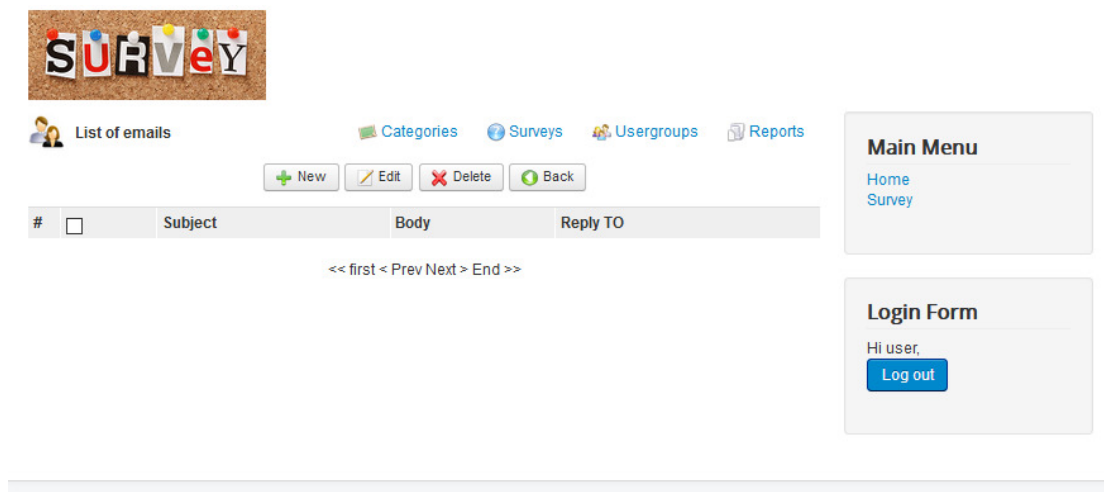 SURVeY
List of emails
Categories Surveys Usergroups Reports
New Edit Delete Back
# Subject Body Reply TO
<< first < Prev Next > End >>
Main Menu
Home
Survey
Login Form
Hi user,
Log out